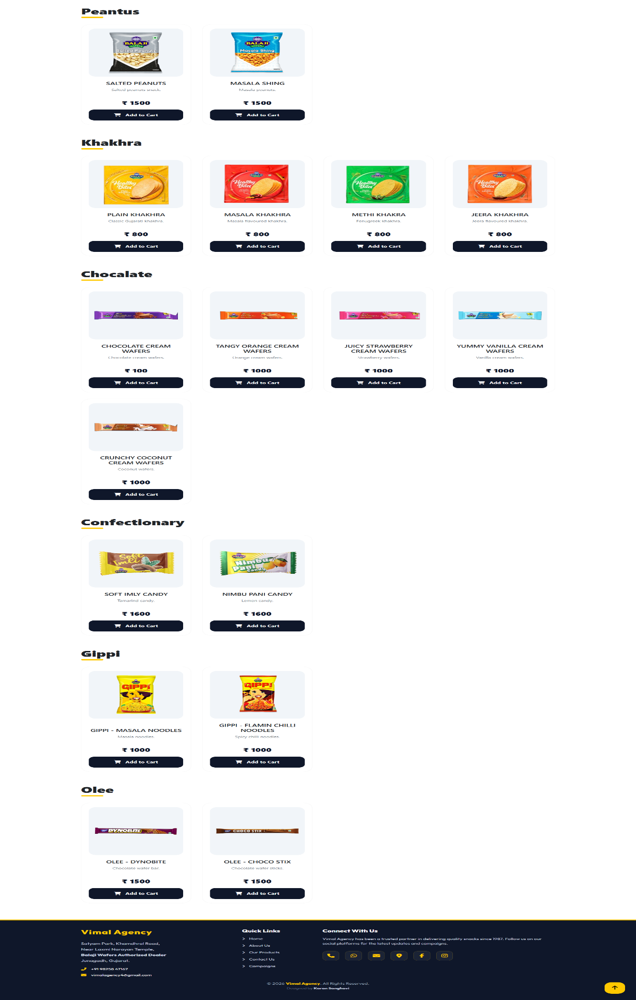 Peantus
BALAJI
WAFERS
Salted Peanuts
BALAJI
WAFERS
Masala Shing
SALTED PEANUTS
Salted peanuts snack.
₹ 1500
Add to Cart
MASALA SHING
Masala peanuts.
₹ 1500
Add to Cart
Khakhra
BALAJI
Healthy
Bites
BALAJI
Healthy
Bites
BALAJI
Healthy
Bites
BALAJI
Healthy
Bites
PLAIN KHAKHRA
Classic Gujarati khakhra.
₹ 800
Add to Cart
MASALA KHAKHRA
Masala flavoured khakhra.
₹ 800
Add to Cart
METHI KHAKRA
Fenugreek khakhra.
₹ 800
Add to Cart
JEERA KHAKHRA
Jeera flavoured khakhra.
₹ 800
Add to Cart
Chocalate
CHOCOLATE CREAM
WAFERS
Chocolate cream wafers.
₹ 100
Add to Cart
TANGY ORANGE CREAM
WAFERS
Orange cream wafers.
₹ 1000
Add to Cart
JUICY STRAWBERRY
CREAM WAFERS
Strawberry wafers.
₹ 1000
Add to Cart
YUMMY VANILLA CREAM
WAFERS
Vanilla cream wafers.
₹ 1000
Add to Cart
CRUNCHY COCONUT
CREAM WAFERS
Coconut wafers.
₹ 1000
Add to Cart
Confectionary
Soft
Imli
BALAJI
BALAJI
Nimbu
Pani
Candy
SOFT IMLY CANDY
Tamarind candy.
₹ 1600
Add to Cart
NIMBU PANI CANDY
Lemon candy.
₹ 1600
Add to Cart
Gippi
GIPPI
GIPPI
GIPPI - MASALA NOODLES
Masala noodles.
₹ 1000
Add to Cart
GIPPI - FLAMIN CHILLI
NOODLES
Spicy chilli noodles.
₹ 1000
Add to Cart
Olee
DYNOBITE
CHOCO STIX
OLEE - DYNOBITE
Chocolate wafer bar.
₹ 1500
Add to Cart
OLEE - CHOCO STIX
Chocolate wafer sticks.
₹ 1500
Add to Cart
Vimal Agency
Satyam Park, Khamdhrol Road,
Near Laxmi Narayan Temple,
Balaji Wafers Authorized Dealer
Junagadh, Gujarat.
+91 98258 47167
vimalagency4@gmail.com
Quick Links
> Home
> About Us
> Our Products
> Contact Us
> Campaigns
Connect With Us
Vimal Agency has been a trusted partner in delivering quality snacks since 1987. Follow us on our
social platforms for the latest updates and campaigns.
© 2026 Vimal Agency. All Rights Reserved.
Designed by Karan Sanghavi